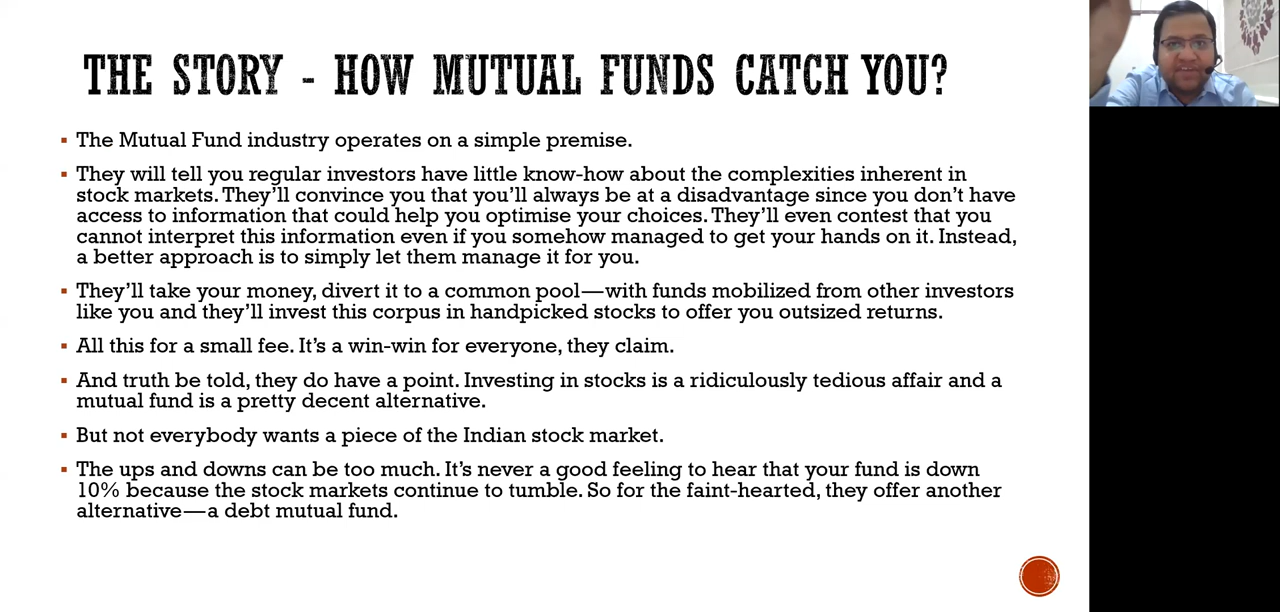 THE STORY - HOW MUTUAL FUNDS CATCH YOU?
▪ The Mutual Fund industry operates on a simple premise.
▪ They will tell you regular investors have little know-how about the complexities inherent in
stock markets. They'll convince you that you'll always be at a disadvantage since you don't have
access to information that could help you optimise your choices. They'll even contest that you
cannot interpret this information even if you somehow managed to get your hands on it. Instead,
a better approach is to simply let them manage it for you.
▪ They'll take your money, divert it to a common pool—with funds mobilized from other investors
like you and they'll invest this corpus in handpicked stocks to offer you outsized returns.
▪ All this for a small fee. It's a win-win for everyone, they claim.
▪ And truth be told, they do have a point. Investing in stocks is a ridiculously tedious affair and a
mutual fund is a pretty decent alternative.
▪ But not everybody wants a piece of the Indian stock market.
▪ The ups and downs can be too much. It's never a good feeling to hear that your fund is down
10% because the stock markets continue to tumble. So for the faint-hearted, they offer another
alternative—a debt mutual fund.